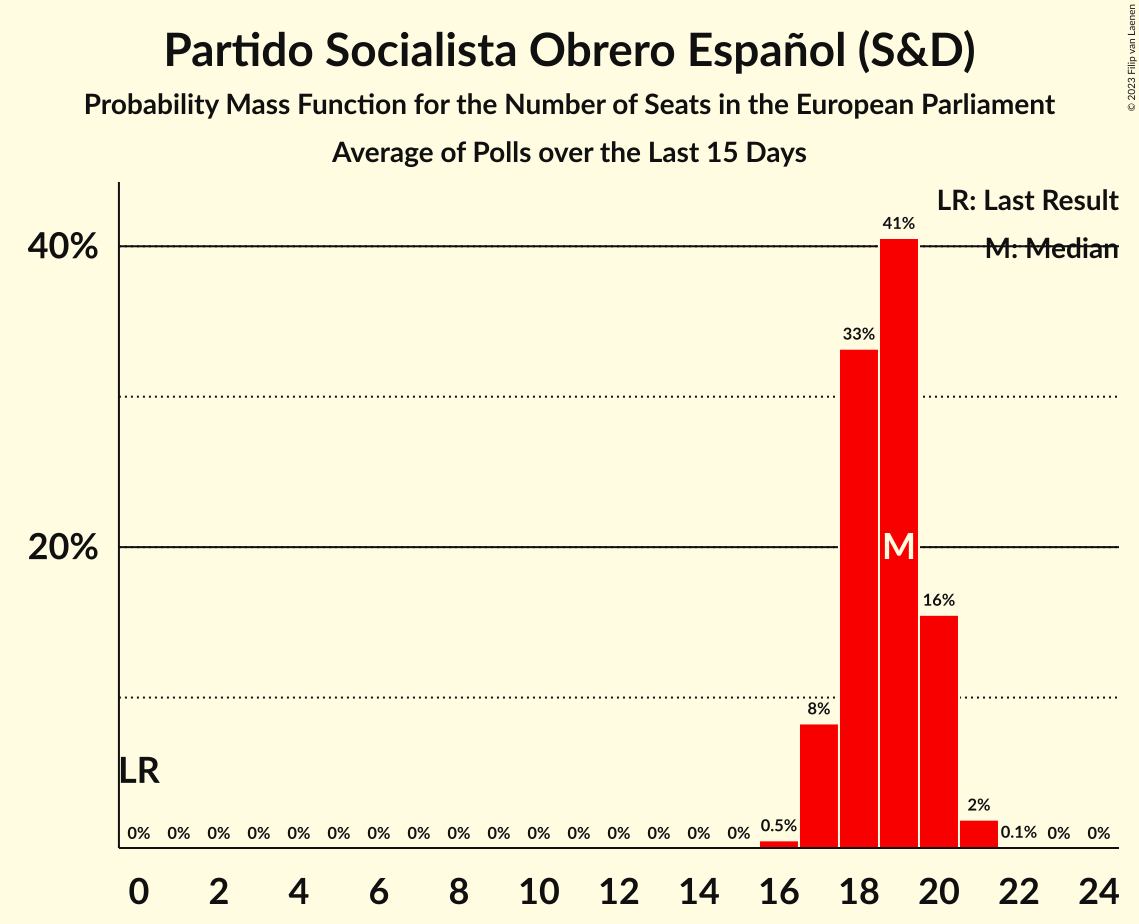 Partido Socialista Obrero Español (S&D)
Probability Mass Function for the Number of Seats in the European Parliament
Average of Polls over the Last 15 Days
© 2023 Filip van Laenen
LR: Last Result
M: Median
40%
20%
41%
33%
M
16%
8%
LR
2%
0% 0% 0% 0% 0% 0% 0% 0% 0% 0% 0% 0% 0% 0% 0% 0% 0.5% 0.1% 0% 0%
0 2 4 6 8 10 12 14 16 18 20 22 24